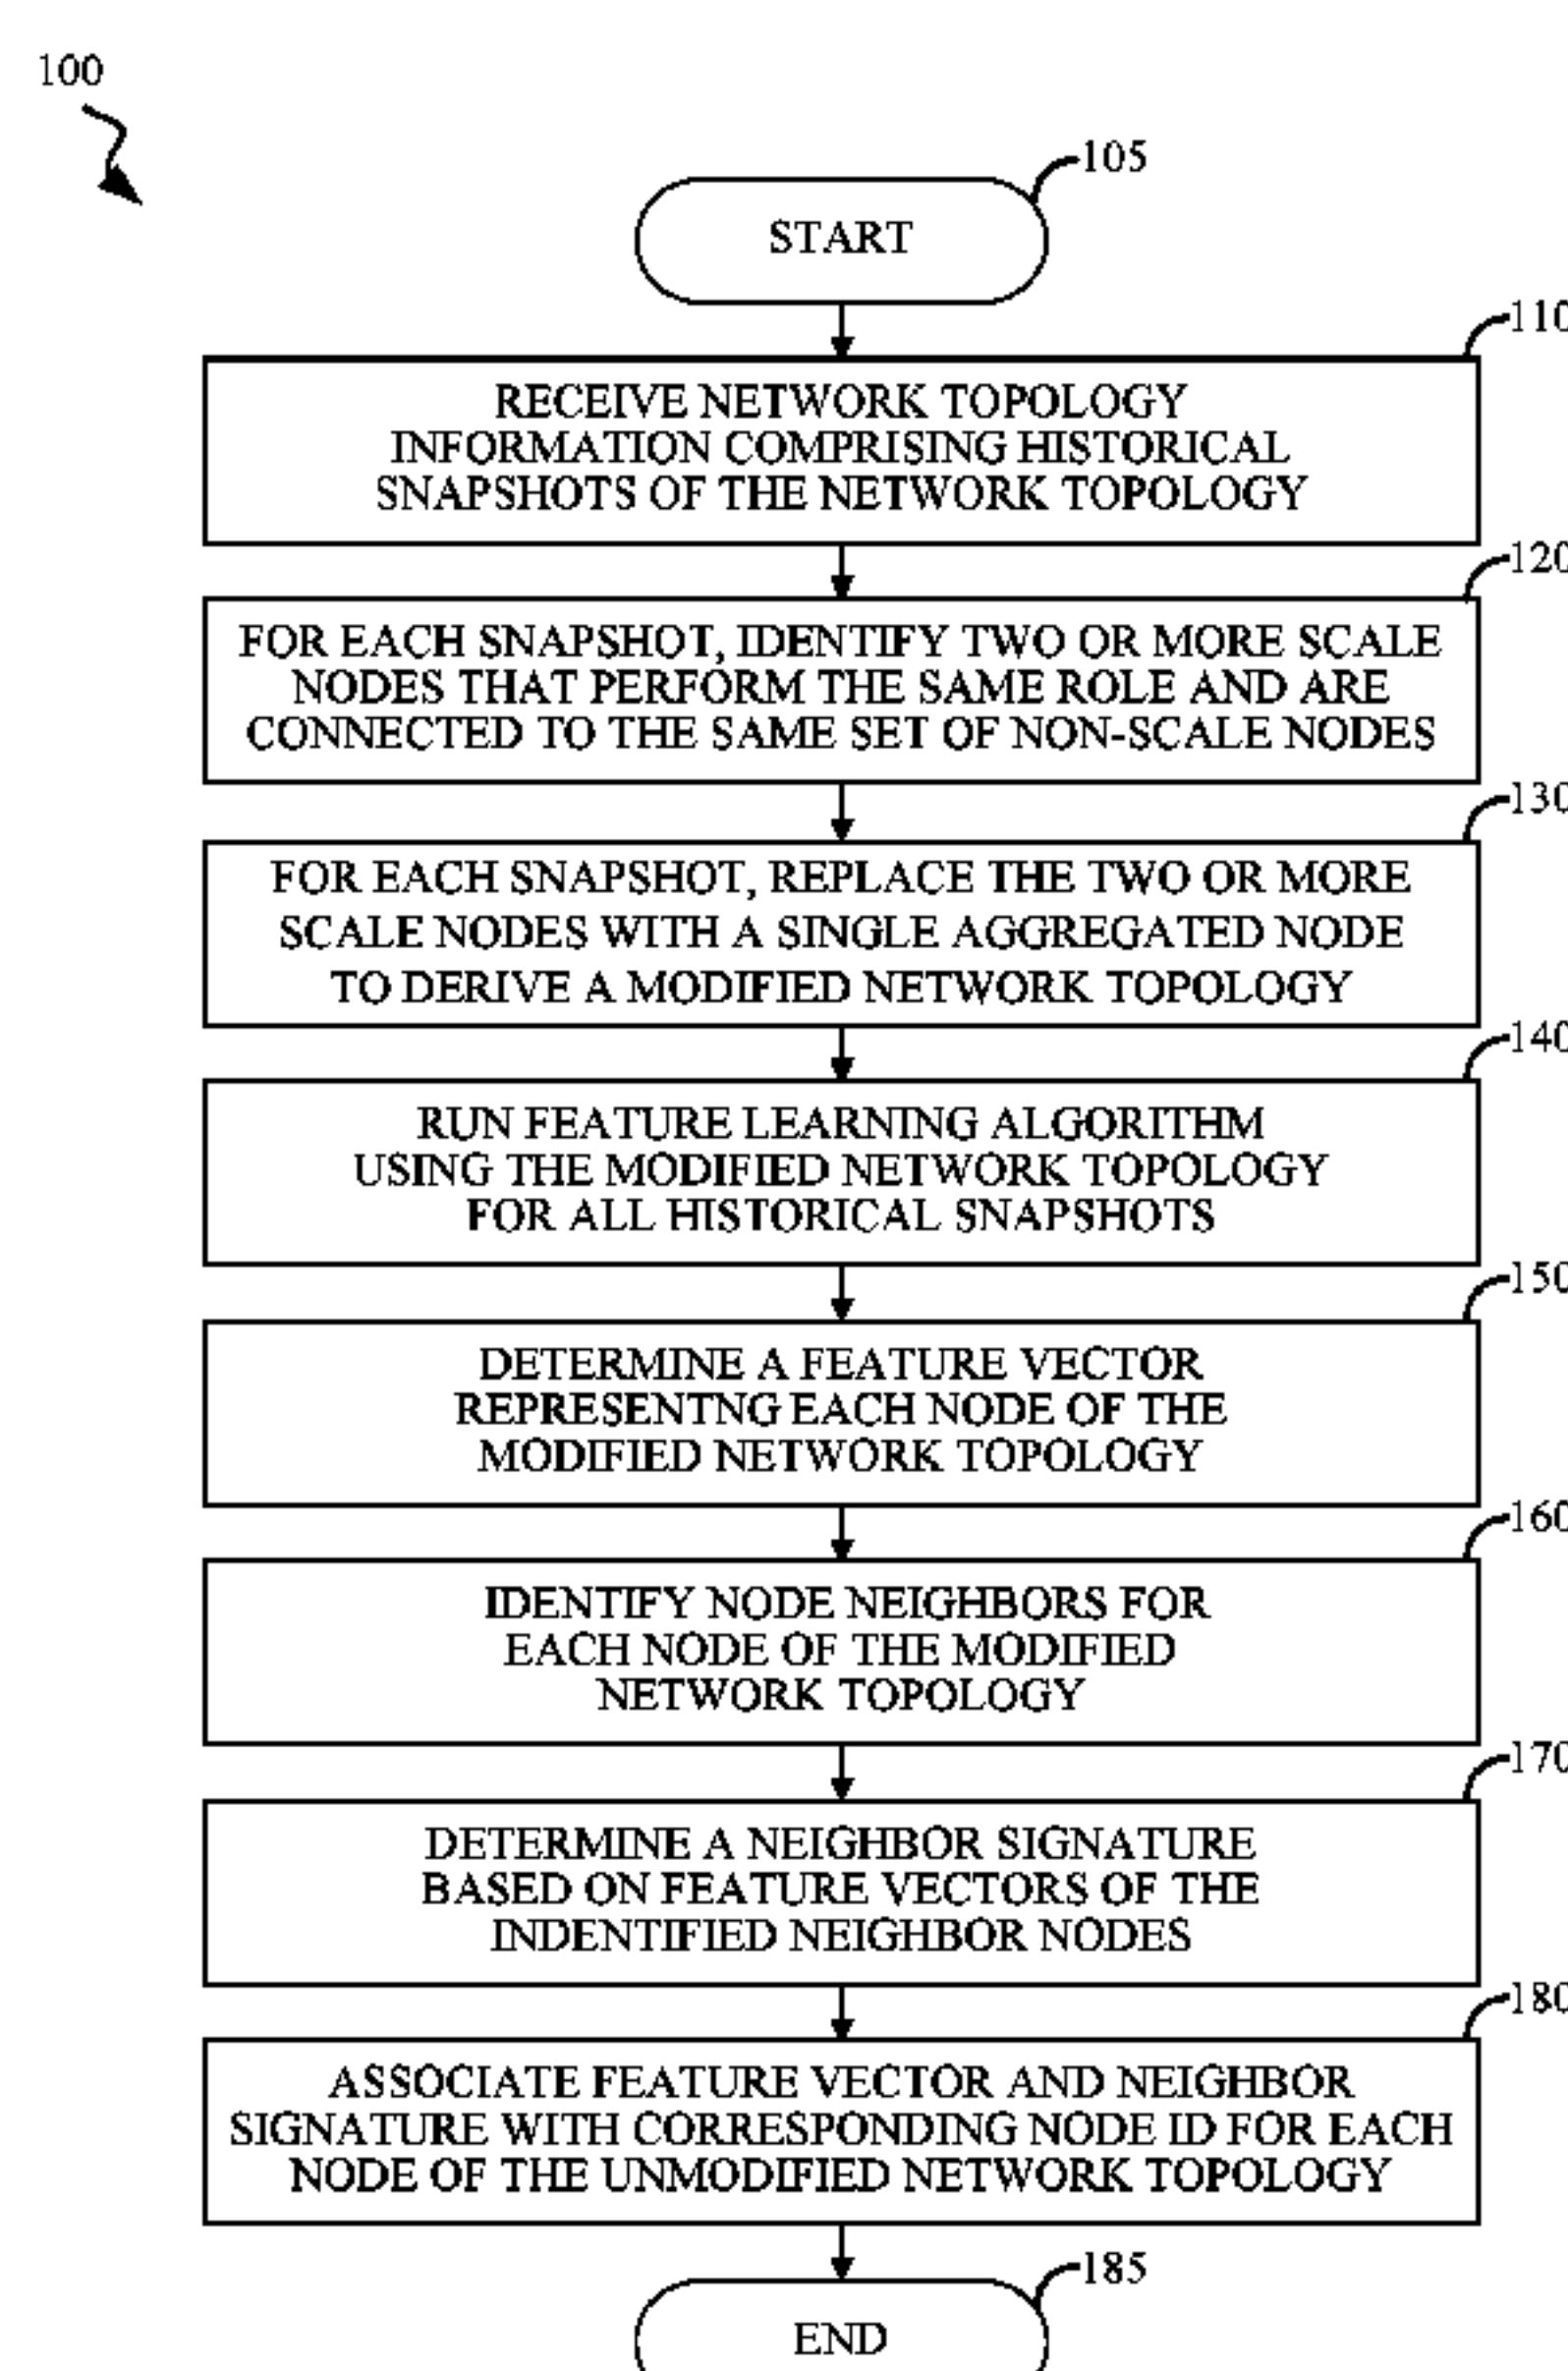 100
105
START
110
RECEIVE NETWORK TOPOLOGY
INFORMATION COMPRISING HISTORICAL
SNAPSHOTS OF THE NETWORK TOPOLOGY
120
FOR EACH SNAPSHOT, IDENTIFY TWO OR MORE SCALE
NODES THAT PERFORM THE SAME ROLE AND ARE
CONNECTED TO THE SAME SET OF NON-SCALE NODES
130
FOR EACH SNAPSHOT, REPLACE THE TWO OR MORE
SCALE NODES WITH A SINGLE AGGREGATED NODE
TO DERIVE A MODIFIED NETWORK TOPOLOGY
140
RUN FEATURE LEARNING ALGORITHM
USING THE MODIFIED NETWORK TOPOLOGY
FOR ALL HISTORICAL SNAPSHOTS
150
DETERMINE A FEATURE VECTOR
REPRESENTNG EACH NODE OF THE
MODIFIED NETWORK TOPOLOGY
160
IDENTIFY NODE NEIGHBORS FOR
EACH NODE OF THE MODIFIED
NETWORK TOPOLOGY
170
DETERMINE A NEIGHBOR SIGNATURE
BASED ON FEATURE VECTORS OF THE
INDENTIFIED NEIGHBOR NODES
180
ASSOCIATE FEATURE VECTOR AND NEIGHBOR
SIGNATURE WITH CORRESPONDING NODE ID FOR EACH
NODE OF THE UNMODIFIED NETWORK TOPOLOGY
185
END